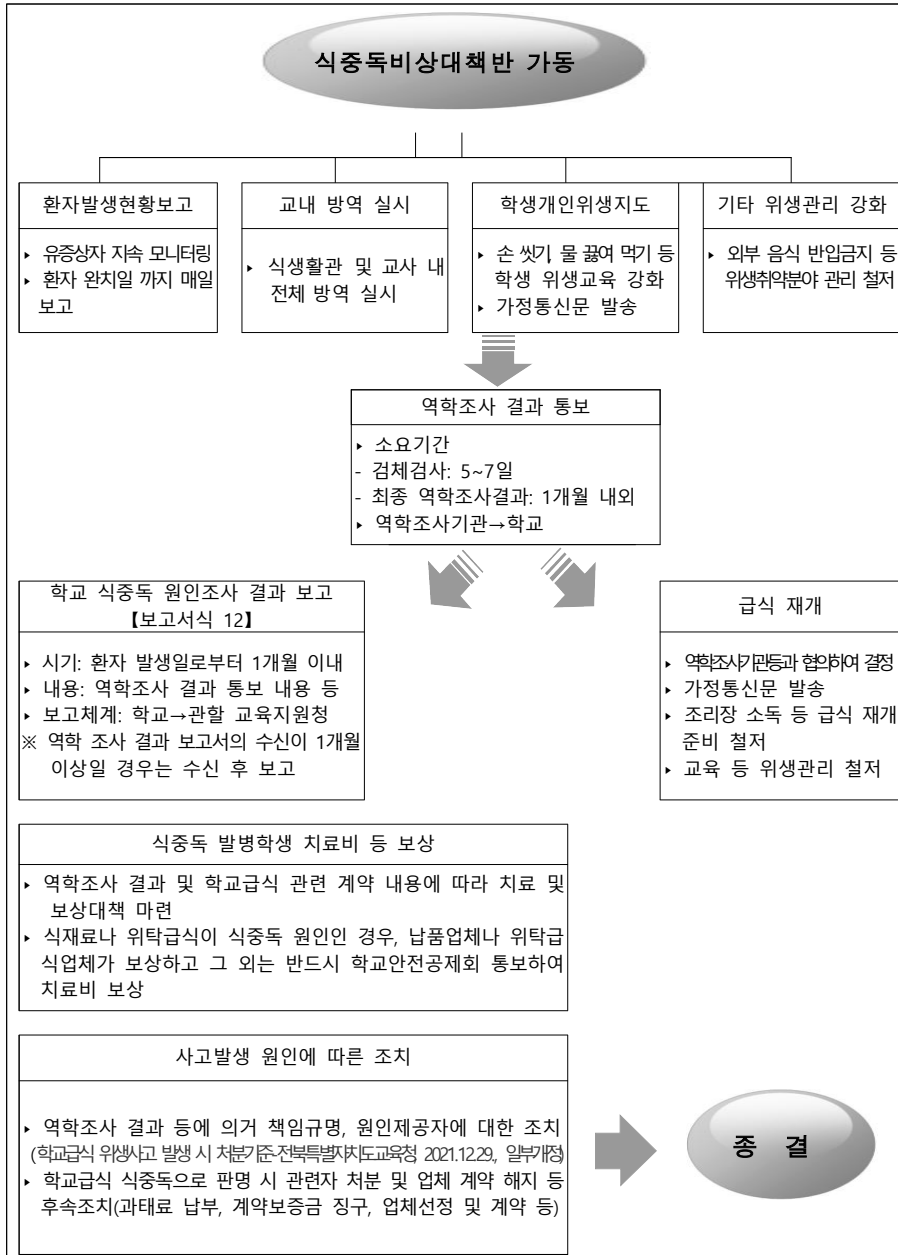 식중독비상대책반 가동
환자발생현황보고
▸ 유증상자 지속 모니터링
▸ 환자 완치일 까지 매일
보고
교내 방역 실시
▸ 식생활관 및 교사 내
전체 방역 실시
학생개인위생지도
▸ 손 씻기, 물 끓여 먹기 등
학생 위생교육 강화
▸ 가정통신문 발송
기타 위생관리 강화
▸ 외부 음식 반입금지 등
위생취약분야 관리 철저
역학조사 결과 통보
▸ 소요기간
- 검체검사: 5~7일
- 최종 역학조사결과: 1개월 내외
▸ 역학조사기관→학교
학교 식중독 원인조사 결과 보고
【보고서식 12】
▸ 시기: 환자 발생일로부터 1개월 이내
▸ 내용: 역학조사 결과 통보 내용 등
▸ 보고체계: 학교→관할 교육지원청
※ 역학 조사 결과 보고서의 수신이 1개월
이상일 경우는 수신 후 보고
급식 재개
▸ 역학조사기관등과 협의하여 결정
▸ 가정통신문 발송
▸ 조리장 소독 등 급식 재개
준비 철저
▸ 교육 등 위생관리 철저
식중독 발병학생 치료비 등 보상
▸ 역학조사 결과 및 학교급식 관련 계약 내용에 따라 치료 및
보상대책 마련
▸ 식재료나 위탁급식이 식중독 원인인 경우, 납품업체나 위탁급
식업체가 보상하고 그 외는 반드시 학교안전공제회 통보하여
치료비 보상
사고발생 원인에 따른 조치
▸ 역학조사 결과 등에 의거 책임규명, 원인제공자에 대한 조치
(학교급식 위생사고 발생 시 처분기준-전북특별자치도교육청 2021.12.29., 일부개정)
▸ 학교급식 식중독으로 판명 시 관련자 처분 및 업체 계약 해지 등
후속조치(과태료 납부, 계약보증금 징구, 업체선정 및 계약 등)
종 결